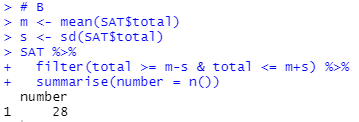 > # B
> m <- mean(SAT$total)
> s <- sd(SAT$total)
> SAT %>%
+   filter(total >= m-s & total <= m+s) %>%
+   summarise(number = n())
  number
1     28